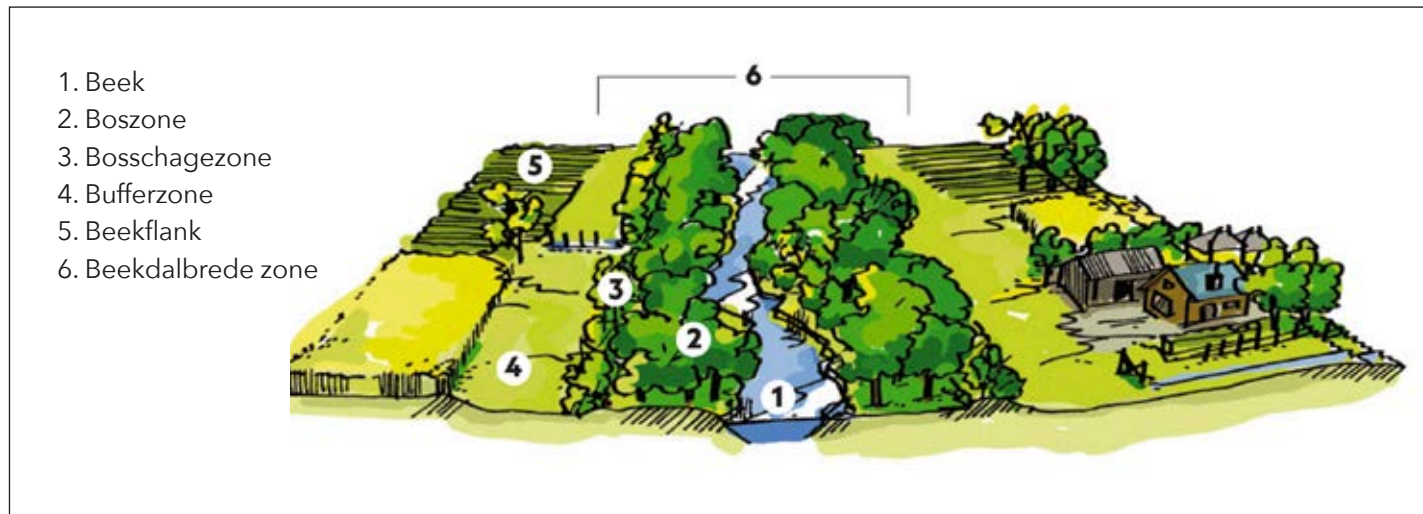 1. Beek
2. Boszone
3. Bosschagezone
4. Bufferzone
5. Beekflank
6. Beekdalbrede zone
6
5
3
2
4
1